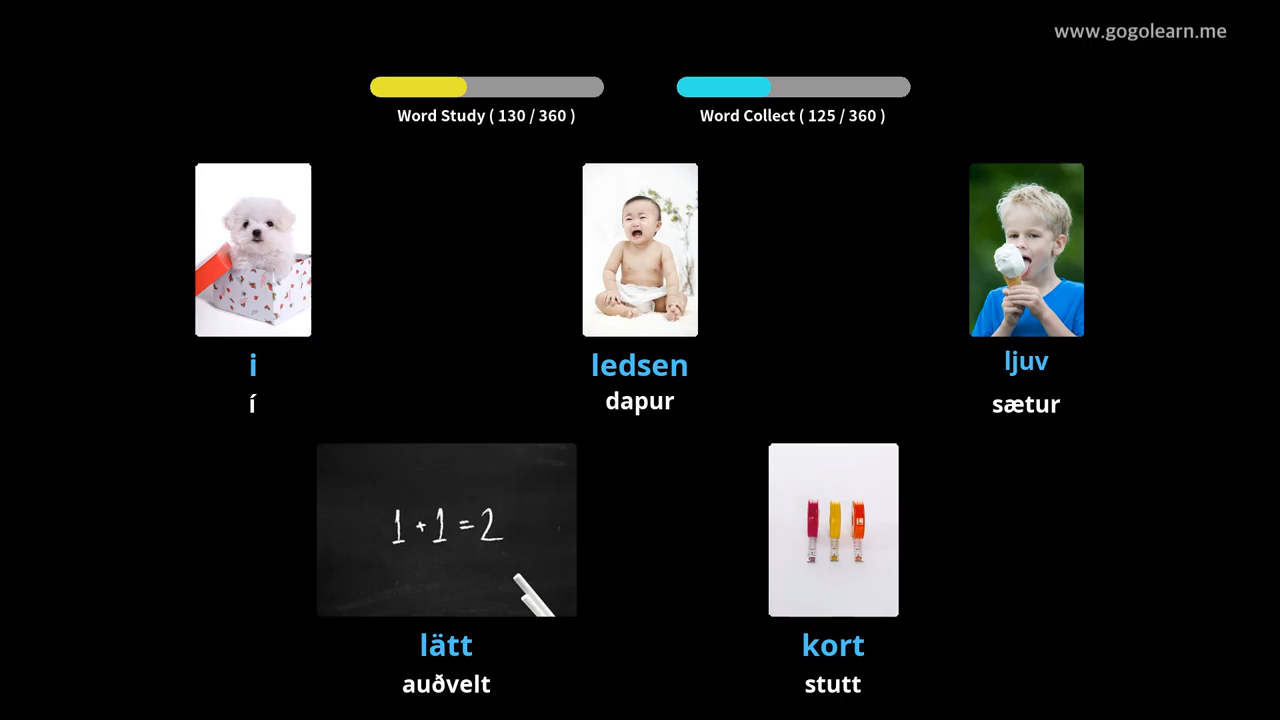 www.gogolearn.me
Word Study ( 130 / 360 )
Word Collect ( 125 / 360 )
i
í
ledsen
dapur
ljuv
sætur
1 + 1 = 2
lätt
auðvelt
kort
stutt